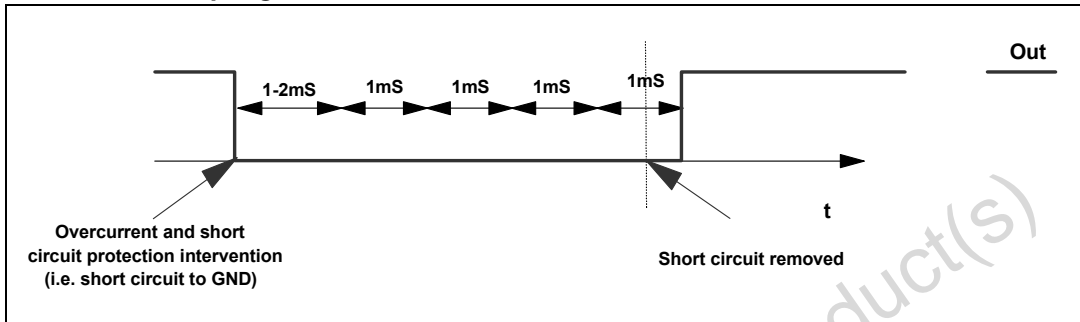 Out
1-2mS 1mS 1mS 1mS 1mS
t
Overcurrent and short
circuit protection intervention
(i.e. short circuit to GND)
Short circuit removed
duct(s)